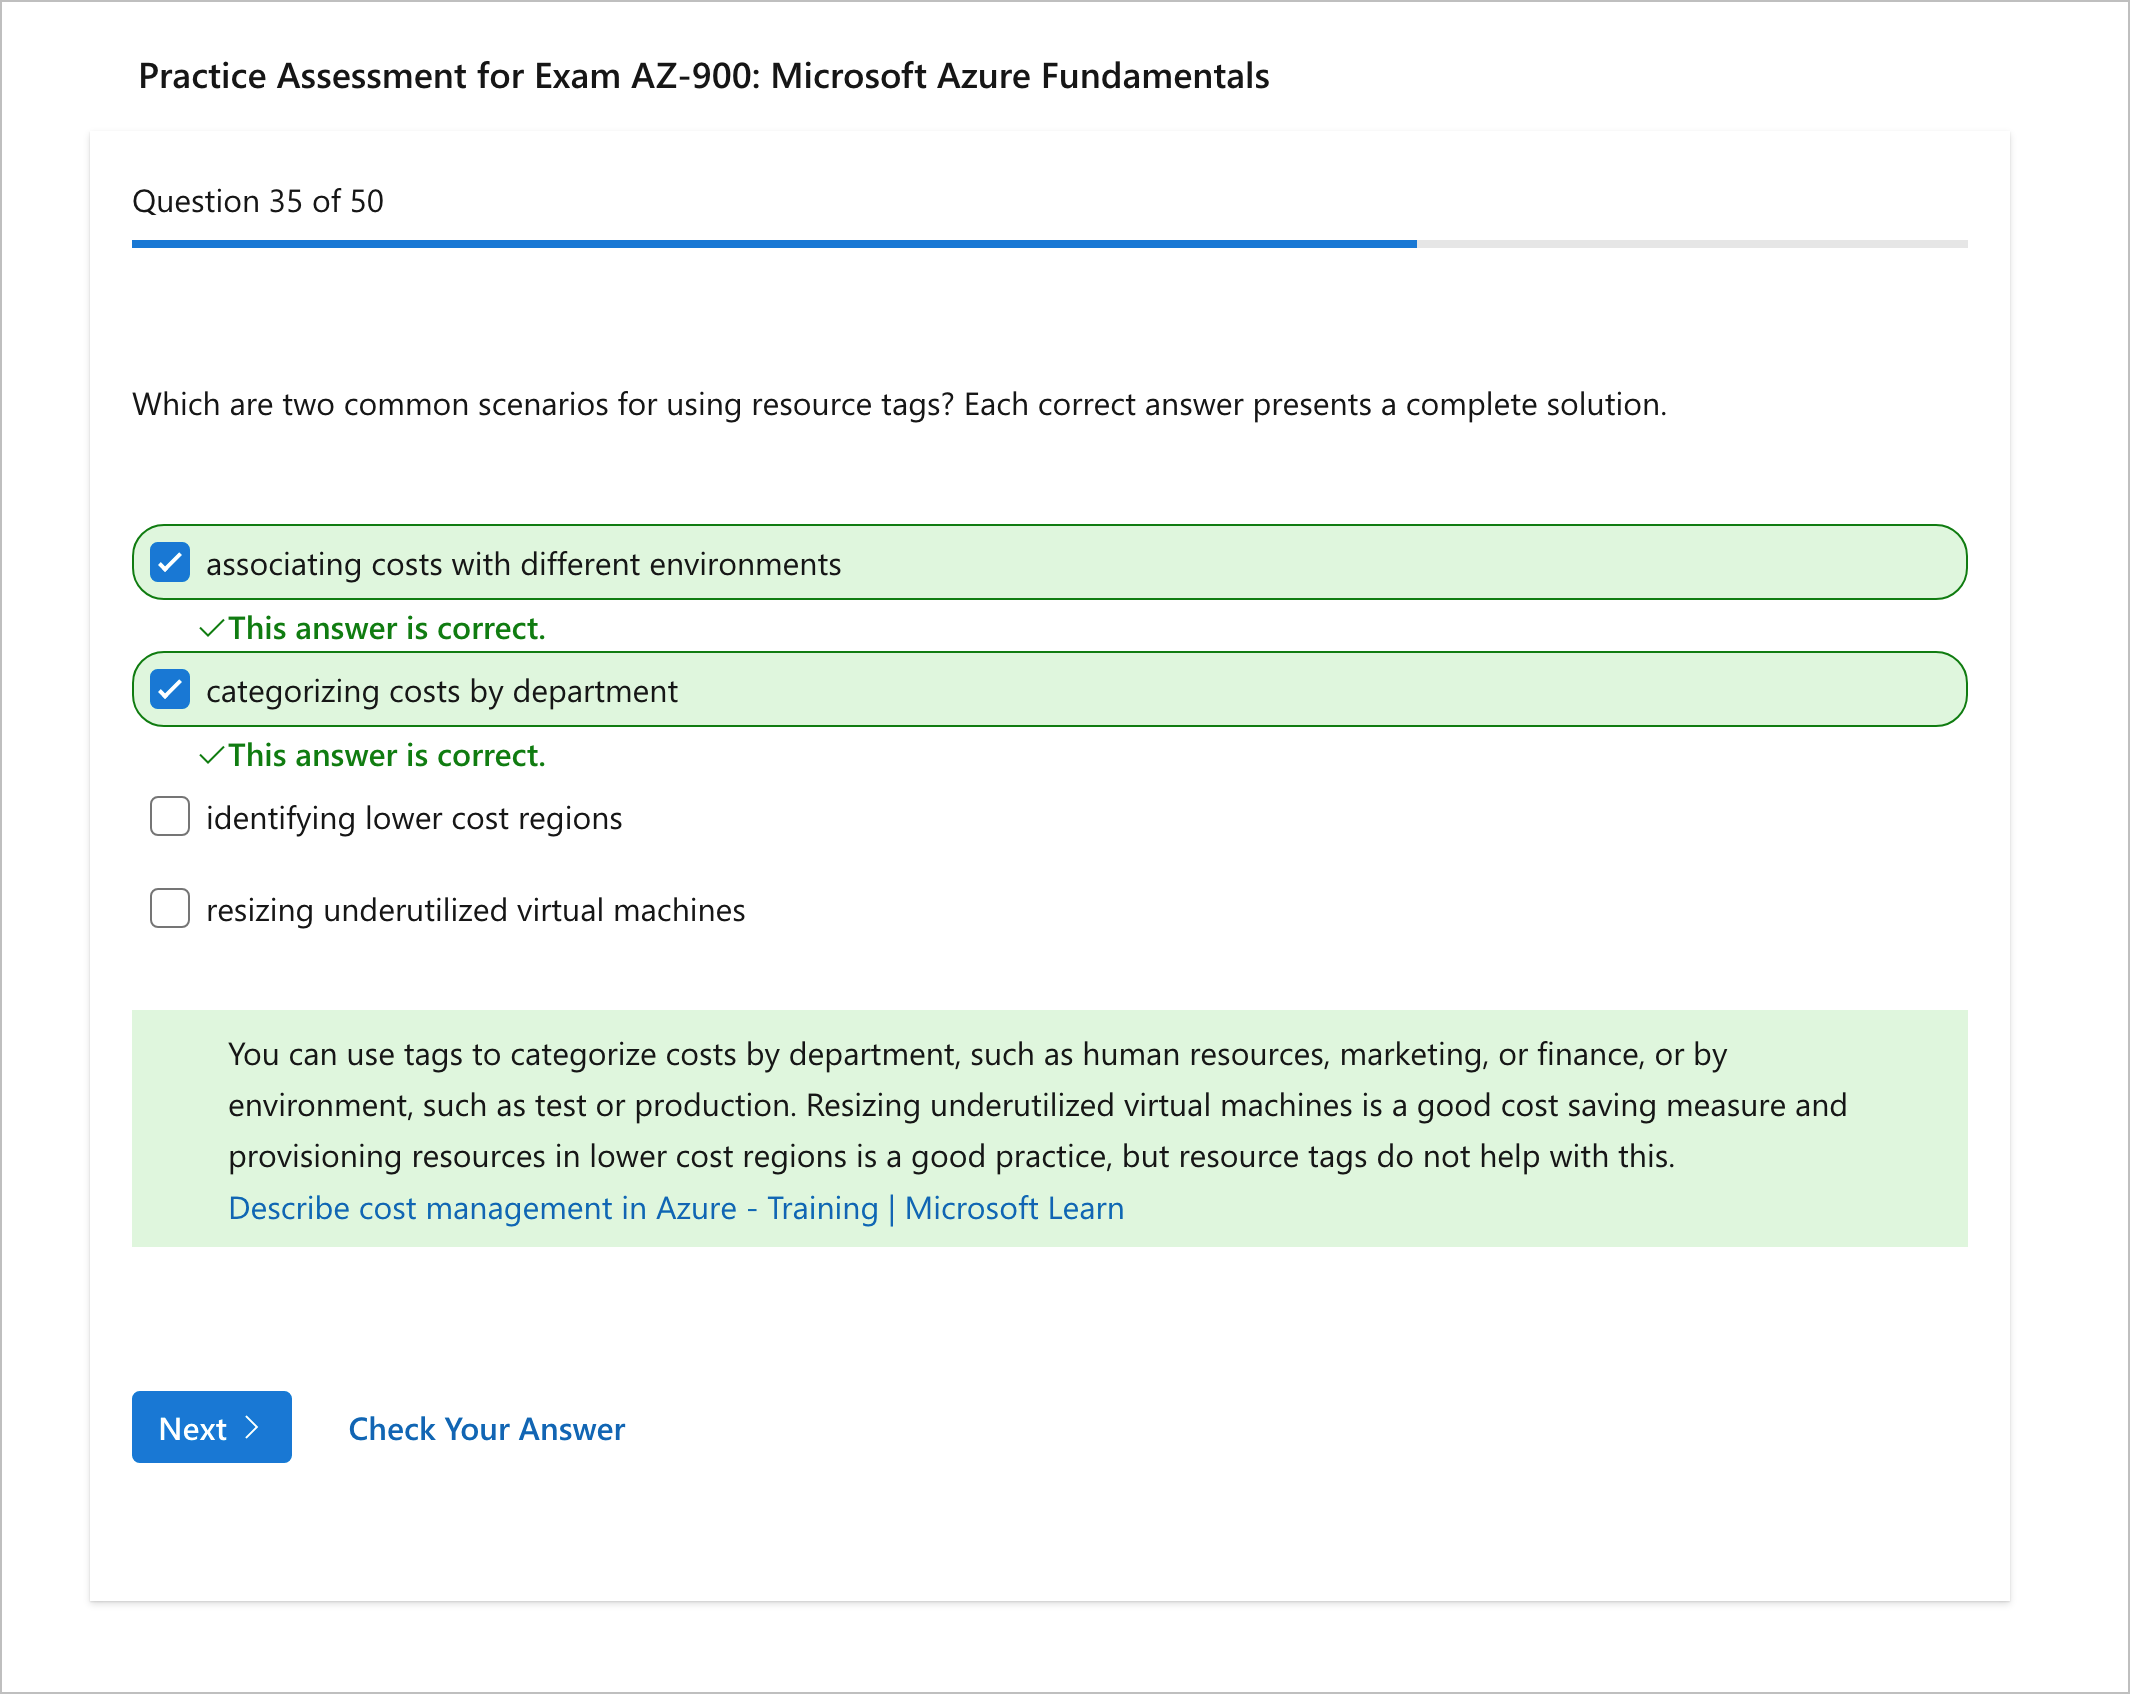 Practice Assessment for Exam AZ-900: Microsoft Azure Fundamentals
Question 35 of 50
Which are two common scenarios for using resource tags? Each correct answer presents a complete solution.
associating costs with different environments
This answer is correct.
categorizing costs by department
This answer is correct.
identifying lower cost regions
resizing underutilized virtual machines
You can use tags to categorize costs by department, such as human resources, marketing, or finance, or by
environment, such as test or production. Resizing underutilized virtual machines is a good cost saving measure and
provisioning resources in lower cost regions is a good practice, but resource tags do not help with this.
Describe cost management in Azure - Training | Microsoft Learn
Next
Check Your Answer